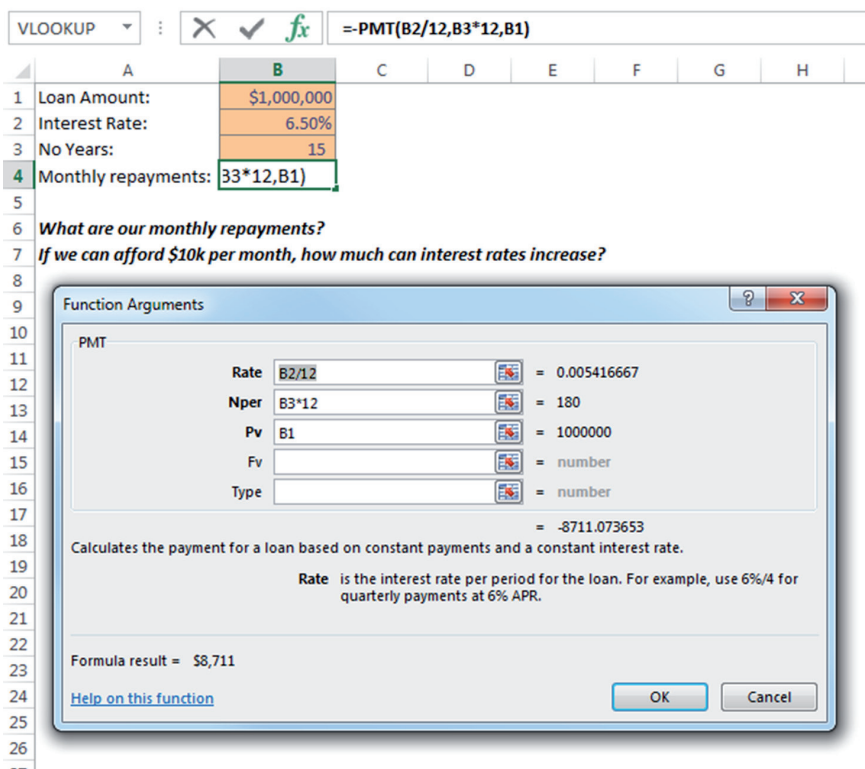 VLOOKUP fx =-PMT(B2/12,B3*12,B1)
A B C D E F G H
1 Loan Amount: $1,000,000
2 Interest Rate: 6.50%
3 No Years: 15
4 Monthly repayments: B3*12,B1)
5
6 What are our monthly repayments?
7 If we can afford $10k per month, how much can interest rates increase?
8
9 Function Arguments ? X
10
PMT
11 Rate B2/12 = 0.005416667
12
13 Nper B3*12 = 180
14 Pv B1 = 1000000
15 Fv = number
16 Type = number
17
= -8711.073653
18 Calculates the payment for a loan based on constant payments and a constant interest rate.
19 Rate is the interest rate per period for the loan. For example, use 6%/4 for
20 quarterly payments at 6% APR.
21
22
23 Formula result = $8,711
24 Help on this function OK Cancel
25
26